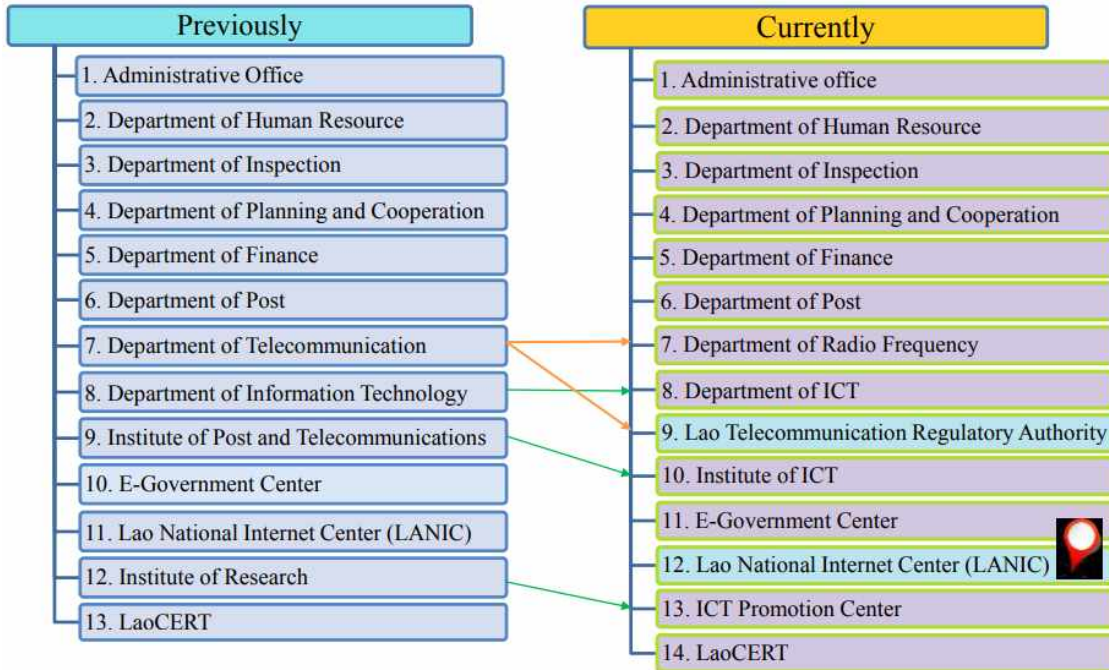 Previously
1. Administrative Office
2. Department of Human Resource
3. Department of Inspection
4. Department of Planning and Cooperation
5. Department of Finance
6. Department of Post
7. Department of Telecommunication
8. Department of Information Technology
9. Institute of Post and Telecommunications
10. E-Government Center
11. Lao National Internet Center (LANIC)
12. Institute of Research
13. LaoCERT
Currently
1. Administrative office
2. Department of Human Resource
3. Department of Inspection
4. Department of Planning and Cooperation
5. Department of Finance
6. Department of Post
7. Department of Radio Frequency
8. Department of ICT
9. Lao Telecommunication Regulatory Authority
10. Institute of ICT
11. E-Government Center
12. Lao National Internet Center (LANIC)
13. ICT Promotion Center
14. LaoCERT